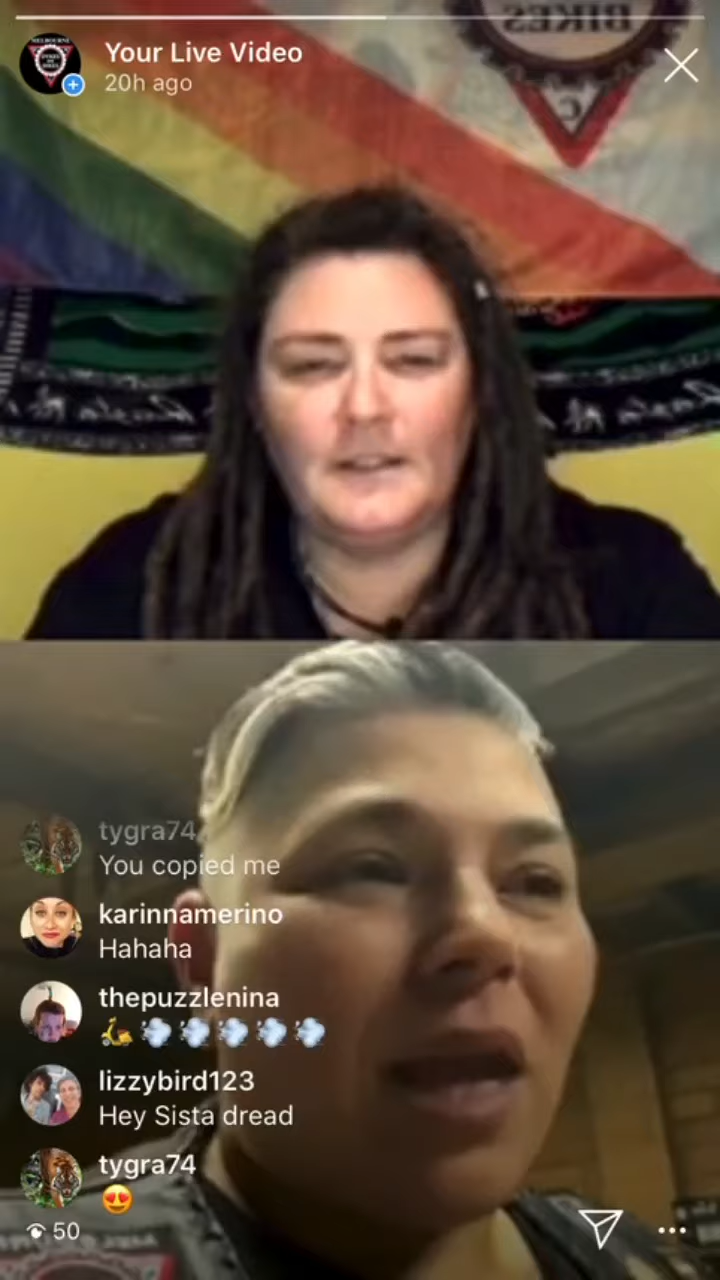 Your Live Video
20h ago
BIKES
C
MELBOURNE
tygra74
You copied me
karinnamerino
Hahaha
thepuzzlenina
🛵💨💨💨💨💨
lizzybird123
Hey Sista dread
tygra74
😍
50